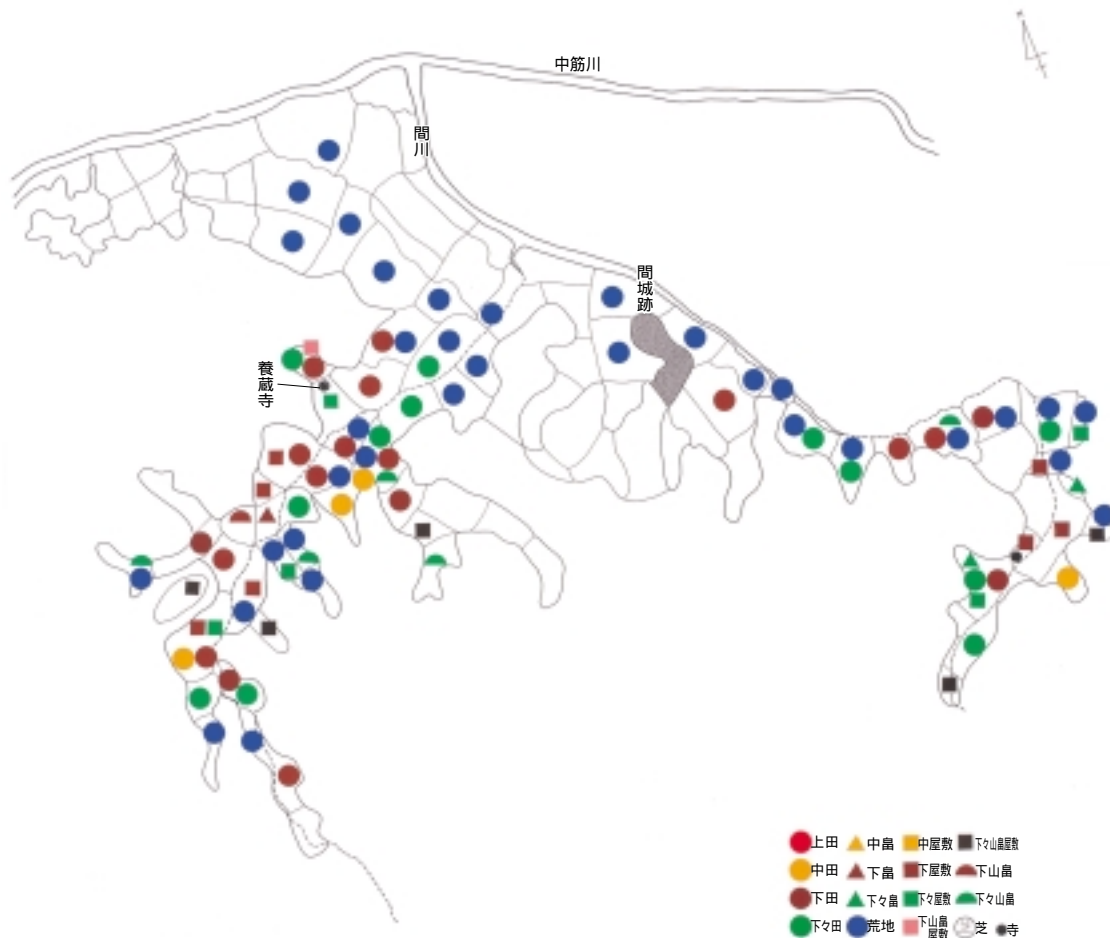 中筋川
間川
間城跡
養蔵寺
上田 中畠 中屋敷 下々山畠屋敷
中田 下畠 下屋敷 下山畠
下田 下々畠 下々屋敷 下々山畠
下々田 荒地 下山畠屋敷 芝 寺